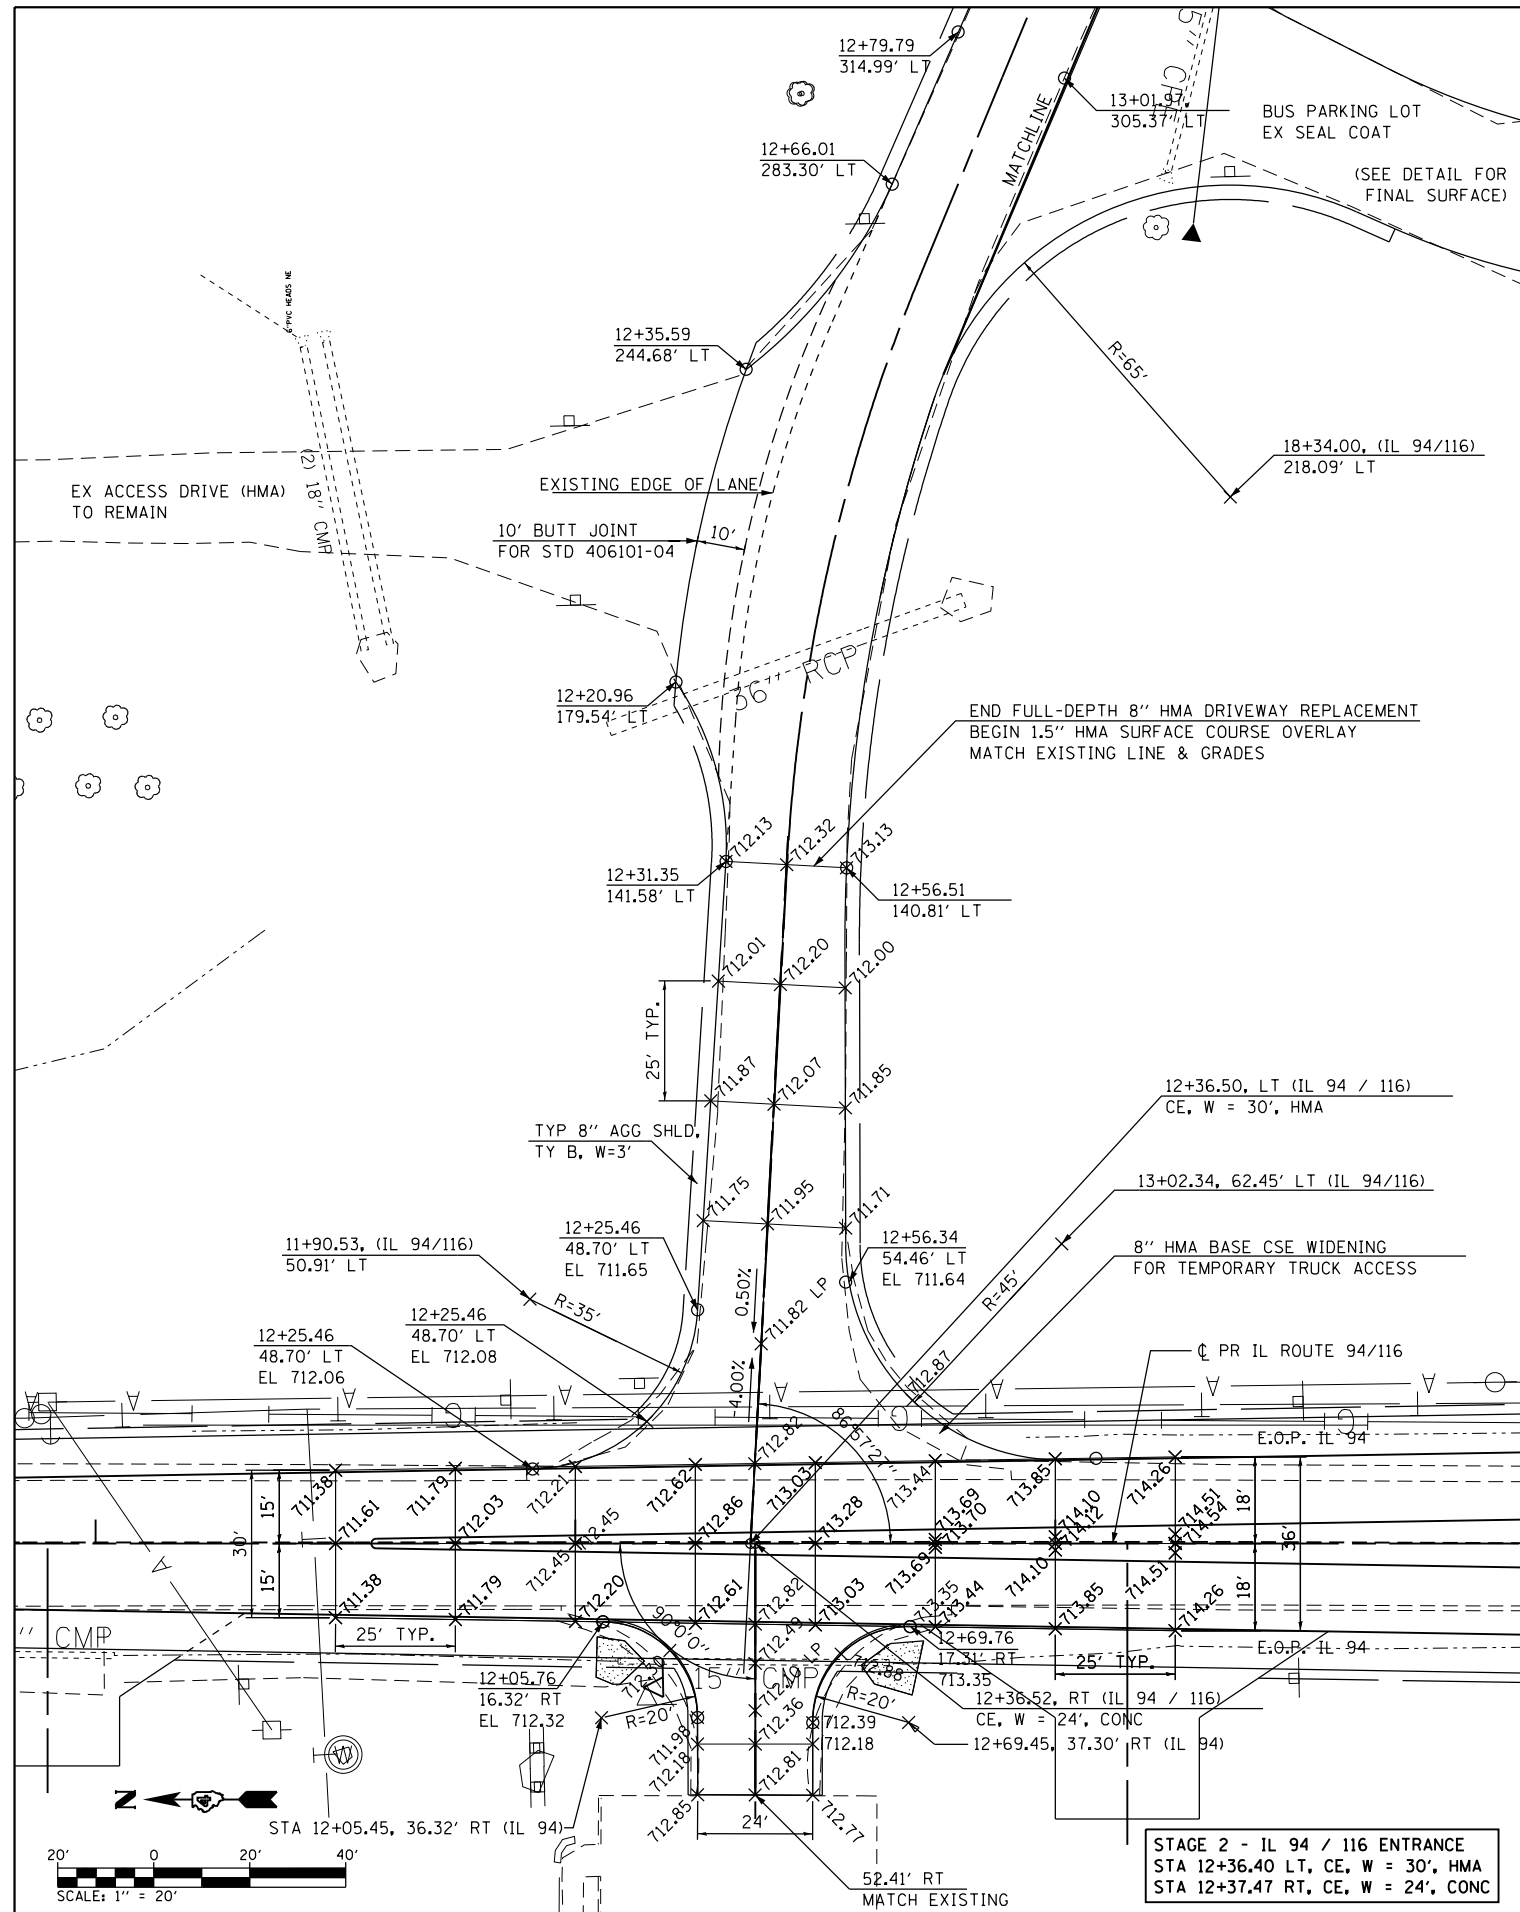 12+79.79
314.99' LT
13+01.97,
305.37' LT
MATCHLINE
BUS PARKING LOT
EX SEAL COAT
(SEE DETAIL FOR
FINAL SURFACE)
12+66.01
283.30' LT
6"PVC HEADS NE
12+35.59
244.68' LT
R=65'
18+34.00, (IL 94/116)
218.09' LT
EX ACCESS DRIVE (HMA)
TO REMAIN
(2) 18" CMP
EXISTING EDGE OF LANE
10' BUTT JOINT
FOR STD 406101-04
10'
36" RCP
12+20.96
179.54' LT
END FULL-DEPTH 8" HMA DRIVEWAY REPLACEMENT
BEGIN 1.5" HMA SURFACE COURSE OVERLAY
MATCH EXISTING LINE & GRADES
712.13
712.32
713.13
12+31.35
141.58' LT
12+56.51
140.81' LT
712.01
712.20
712.00
25' TYP.
711.87
712.07
711.85
12+36.50, LT (IL 94 / 116)
CE, W = 30', HMA
TYP 8" AGG SHLD,
TY B, W=3'
13+02.34, 62.45' LT (IL 94/116)
711.75
711.95
711.71
12+25.46
48.70' LT
EL 711.65
12+56.34
54.46' LT
EL 711.64
11+90.53, (IL 94/116)
50.91' LT
8" HMA BASE CSE WIDENING
FOR TEMPORARY TRUCK ACCESS
R=35'
0.50%
711.82 LP
R=45'
12+25.46
48.70' LT
EL 712.08
12+25.46
48.70' LT
EL 712.06
-4.00%
712.87
℄ PR IL ROUTE 94/116
86°57'2"
E.O.P. IL 94
711.38
711.79
712.21
712.62
712.82
713.03
713.44
713.85
714.26
30'
15'
15'
711.61
712.03
712.45
712.86
713.28
713.69
713.70
714.10
714.12
714.51
714.54
18'
36'
18'
712.45
713.69
714.10
714.51
711.38
711.79
712.20
712.61
712.82
713.03
713.35
713.44
713.85
714.26
90°0'0"
712.49
E.O.P. IL 94
" CMP
25' TYP.
25' TYP.
12+05.76
16.32' RT
EL 712.32
712.30
15" CMP
712.19 LP
712.88
12+69.76
17.31' RT
713.35
R=20'
R=20'
12+36.52, RT (IL 94 / 116)
CE, W = 24', CONC
711.98
712.36
712.39
712.18
712.18
12+69.45, 37.30' RT (IL 94)
712.81
712.85
24'
712.77
N
STA 12+05.45, 36.32' RT (IL 94)
20' 0 20' 40'
SCALE: 1" = 20'
52.41' RT
MATCH EXISTING
STAGE 2 - IL 94 / 116 ENTRANCE
STA 12+36.40 LT, CE, W = 30', HMA
STA 12+37.47 RT, CE, W = 24', CONC